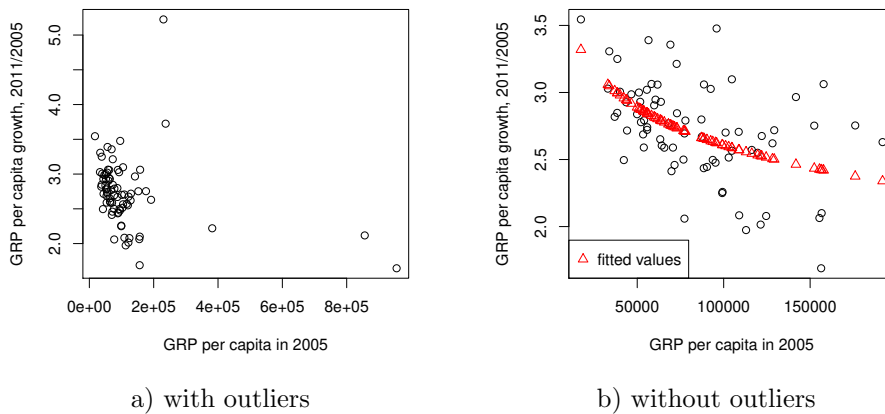 GRP per capita growth, 2011/2005
5.0
4.0
3.0
2.0
0e+00 2e+05 4e+05 6e+05 8e+05
GRP per capita in 2005
a) with outliers
GRP per capita growth, 2011/2005
3.5
3.0
2.5
2.0
fitted values
50000 100000 150000
GRP per capita in 2005
b) without outliers